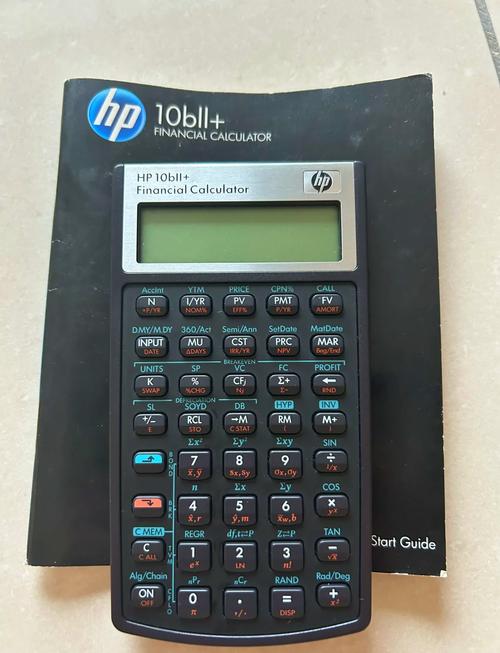 hp 10bII+
FINANCIAL CALCULATOR
HP 10bII+
Financial Calculator
hp
AccInt YTM PRICE CPN% CALL
N I/YR PV PMT FV
×P/YR NOM% EFF% P/YR AMORT
D.MY/M.DY 360/Act Semi/Ann SetDate MatDate
INPUT MU CST PRC MAR
DATE ΔDAYS IRR/YR NPV Beg/End
BREAKEVEN
UNITS SP VC FC PROFIT
K % CFj Σ+ ←
SWAP %CHG Nj Σ− RND
DEPRECIATION
SL SOYD DB HYP INV
+/− RCL →M RM M+
E STO C STAT ( )
Σx² Σy² Σxy SIN
7 8 9 ÷
x̄,ȳ sx,sy σx,σy 1/x
BOND
n Σx Σy COS
4 5 6 ×
x̂,r ŷ,m x̄w,b yˣ
BRK
C MEM REGR df,t⇄P Z⇄P TAN
C 1 2 3 −
C ALL eˣ LN n! √x
TVM
Alg/Chain nPr nCr RAND Rad/Deg
ON 0 . = +
OFF π ,/. DISP x²
CFLO
Start Guide